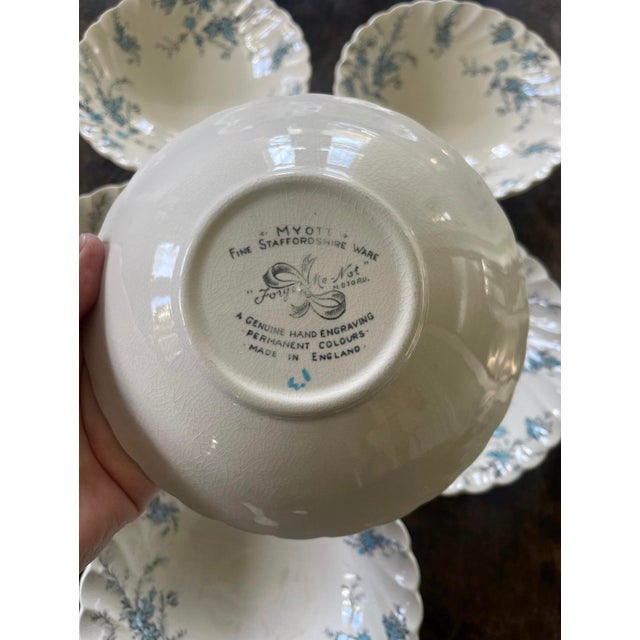 MYOTT
FINE STAFFORDSHIRE WARE
"Forget Me-Not"
A GENUINE HAND ENGRAVING
PERMANENT COLOURS
MADE IN ENGLAND.